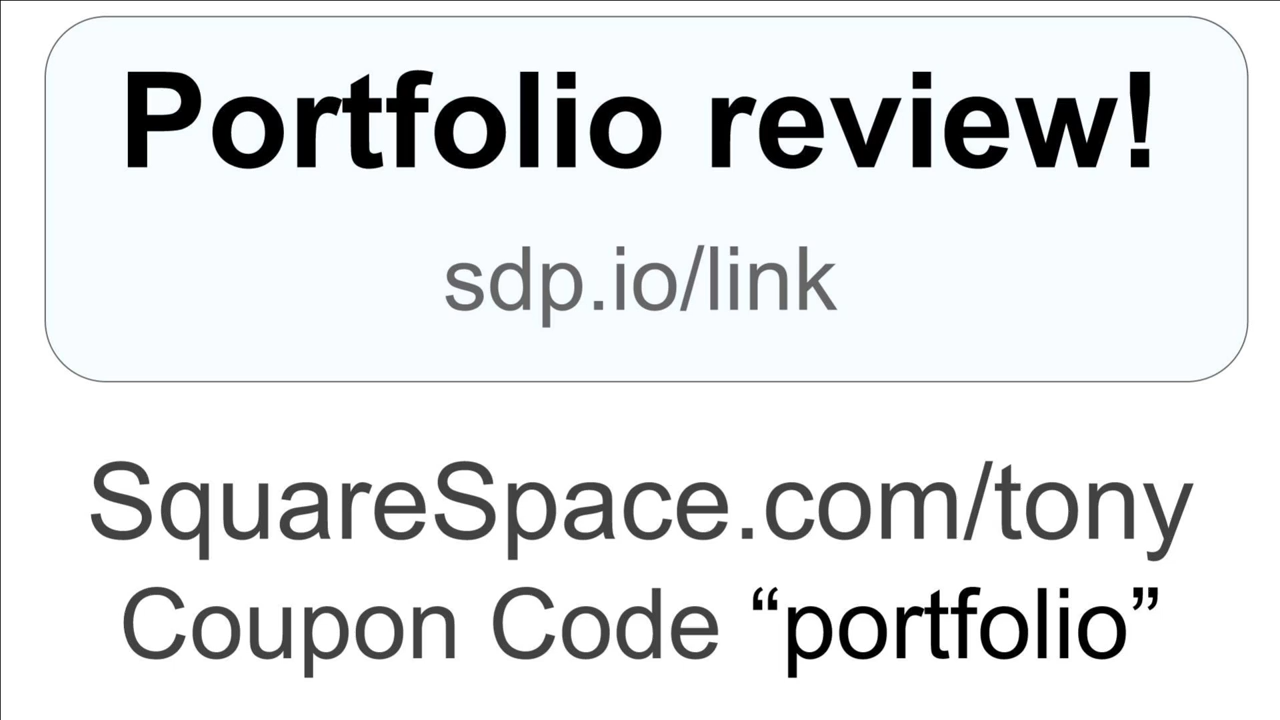 Portfolio review!
sdp.io/link
SquareSpace.com/tony
Coupon Code “portfolio”